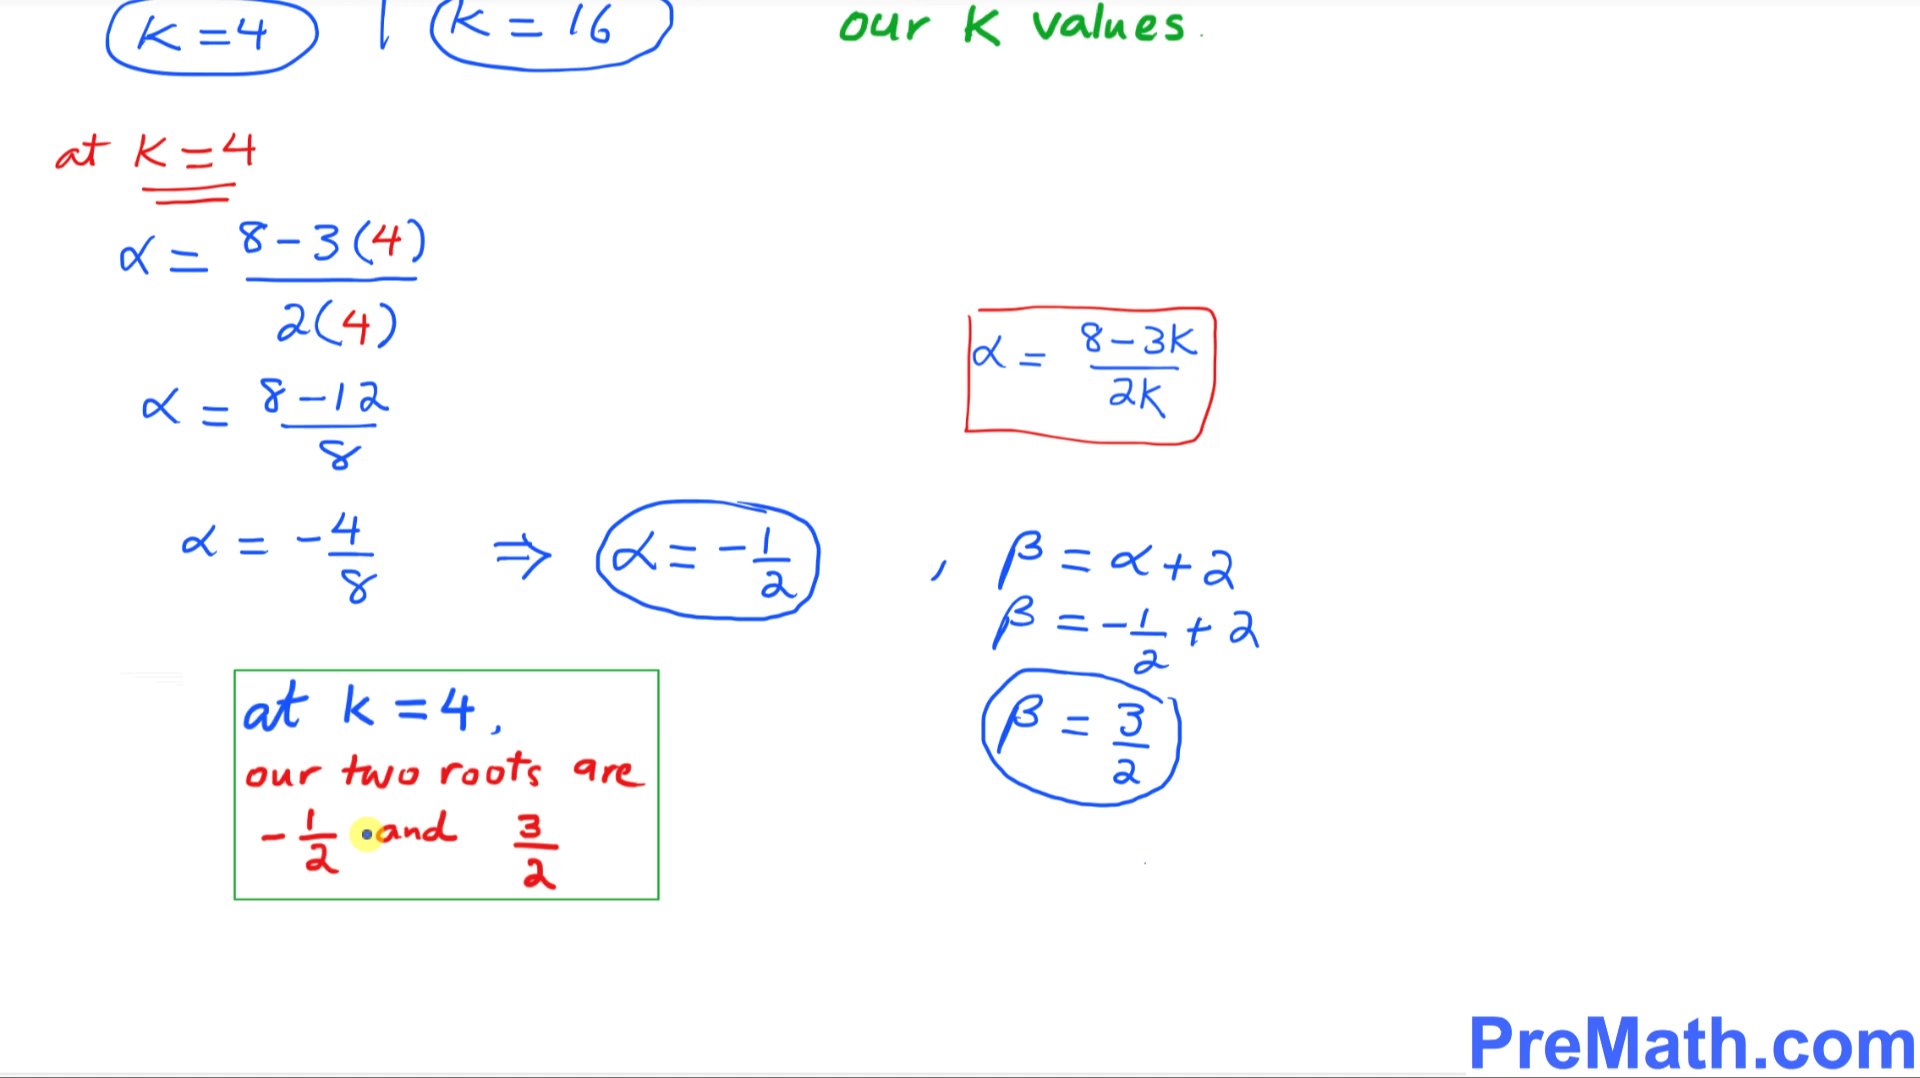 K = 4 | K = 16 our K values.
at K = 4
α = 8 - 3(4) / 2(4)
α = 8 - 3K / 2K
α = 8 - 12 / 8
α = - 4/8 ⇒ α = - 1/2 , β = α + 2
β = - 1/2 + 2
β = 3/2
at k = 4,
our two roots are
- 1/2 and 3/2
PreMath.com